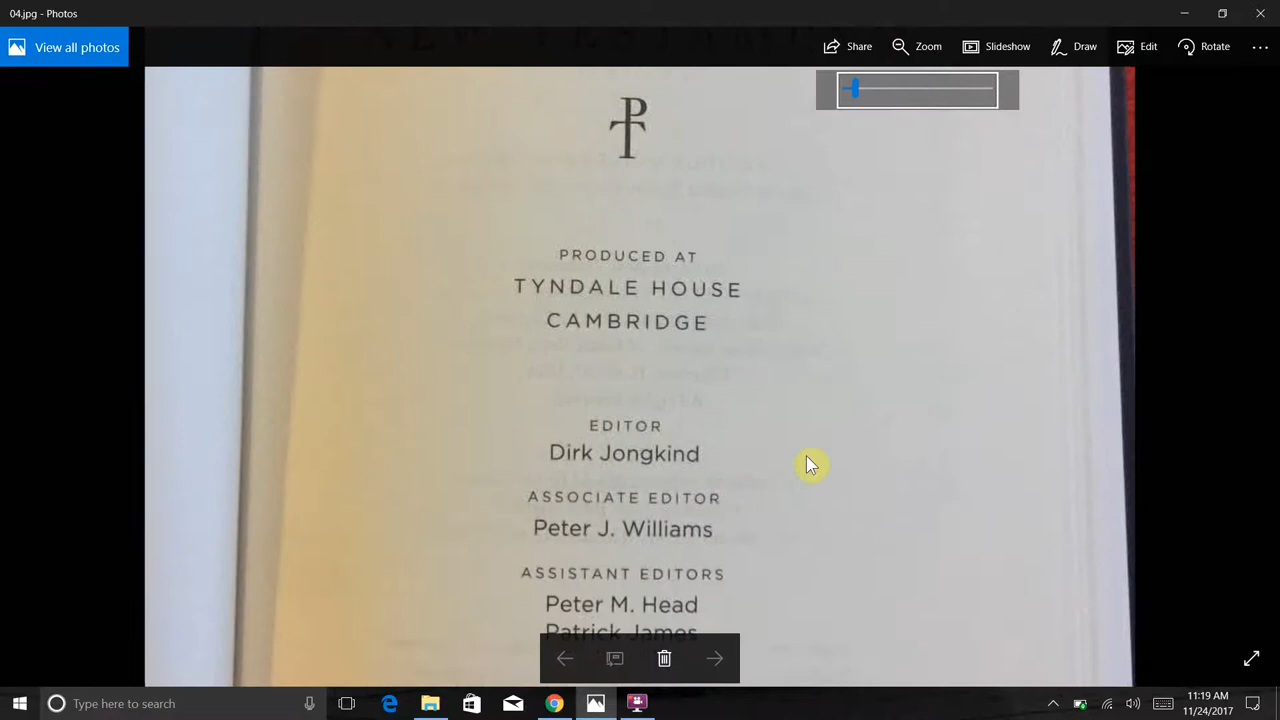 04.jpg - Photos
View all photos
Share
Zoom
Slideshow
Draw
Edit
Rotate
PRODUCED AT
TYNDALE HOUSE
CAMBRIDGE
EDITOR
Dirk Jongkind
ASSOCIATE EDITOR
Peter J. Williams
ASSISTANT EDITORS
Peter M. Head
Patrick James
Type here to search
11:19 AM
11/24/2017